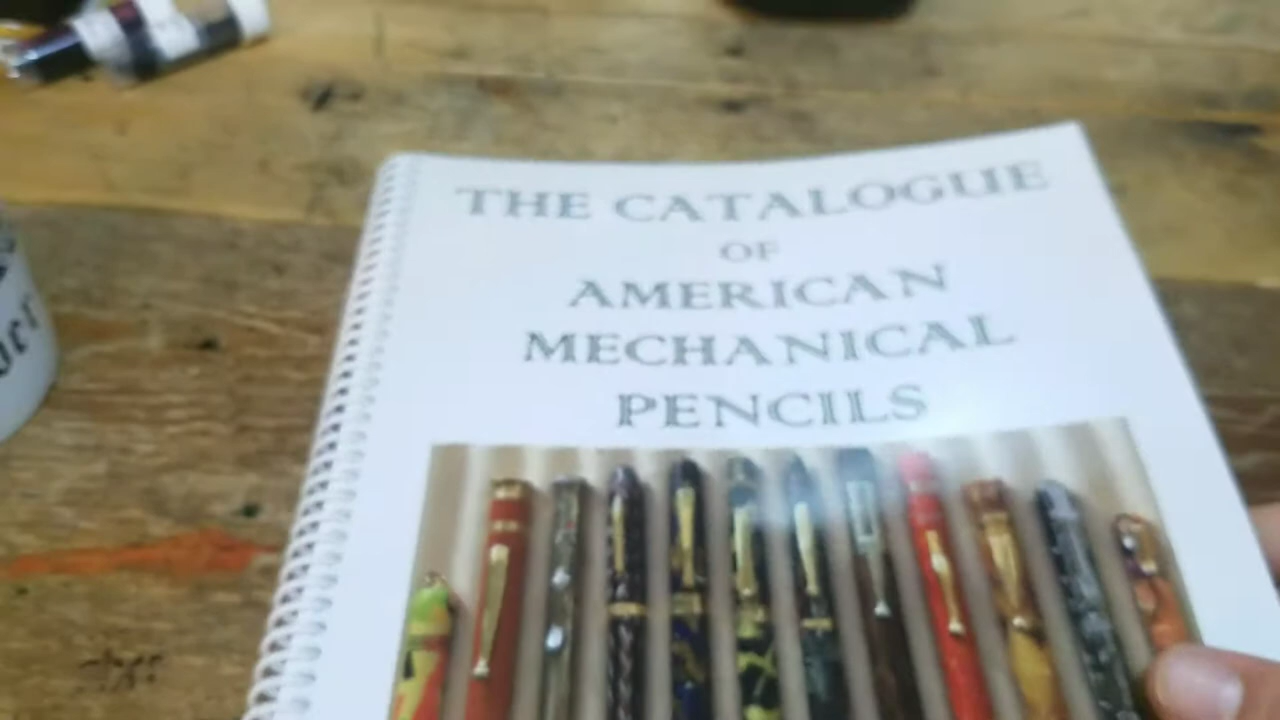 THE CATALOGUE
OF
AMERICAN
MECHANICAL
PENCILS